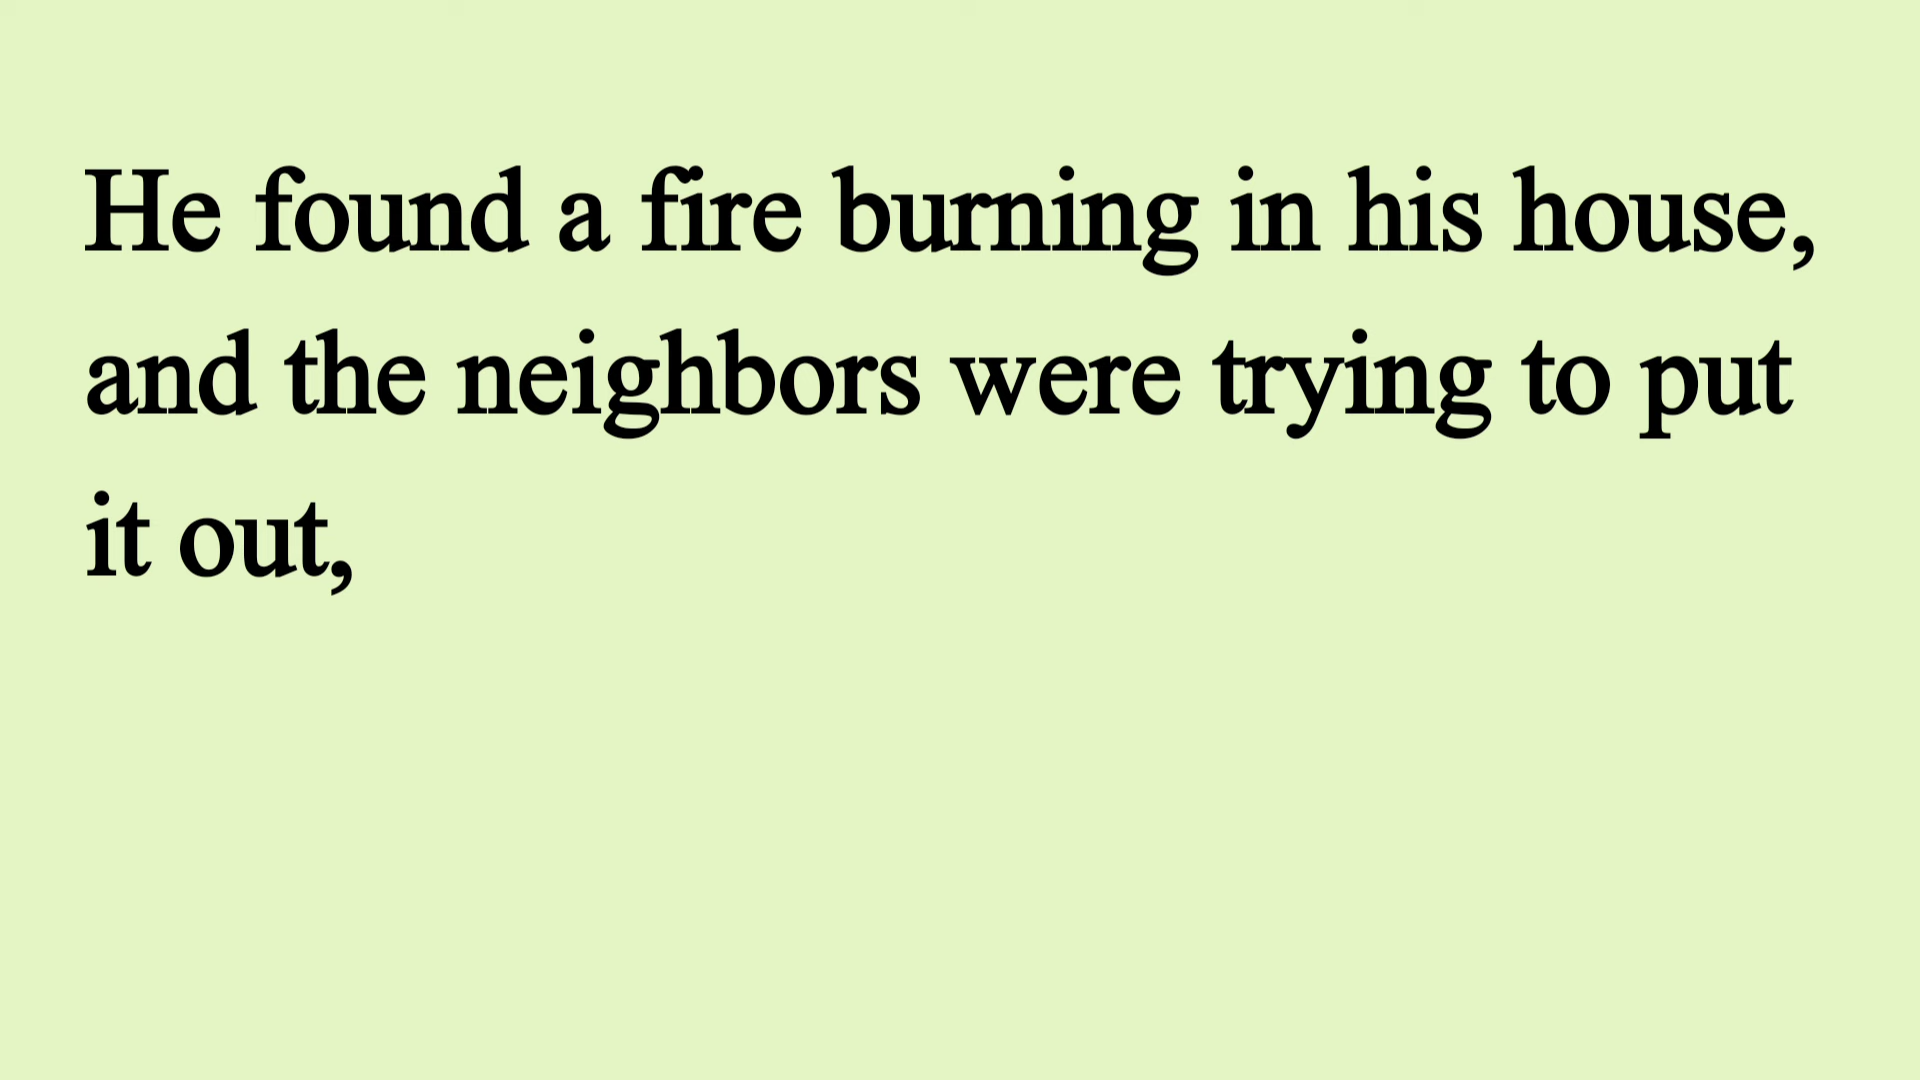 He found a fire burning in his house,
and the neighbors were trying to put
it out,